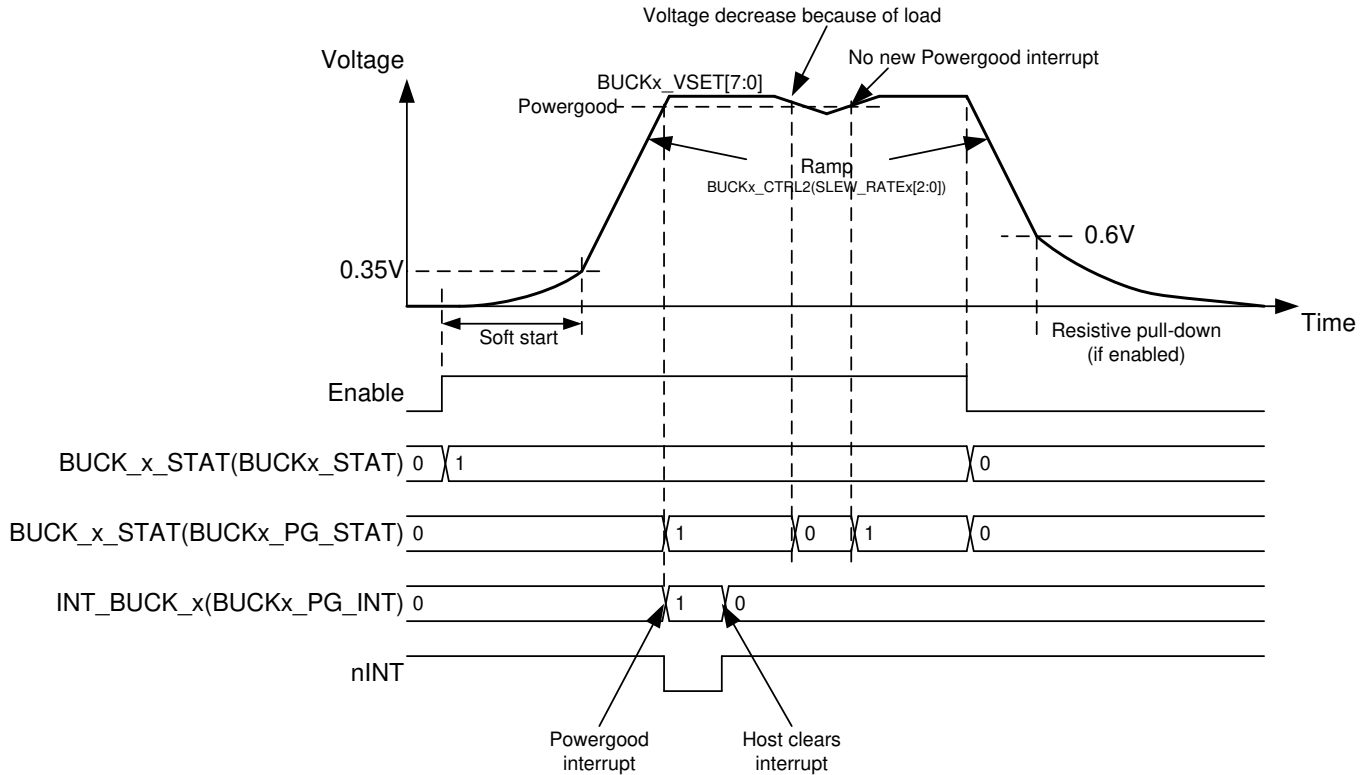 Voltage decrease because of load
Voltage
No new Powergood interrupt
BUCKx_VSET[7:0]
Powergood
Ramp
BUCKx_CTRL2(SLEW_RATEx[2:0])
0.6V
0.35V
Time
Soft start
Resistive pull-down
(if enabled)
Enable
BUCK_x_STAT(BUCKx_STAT) 0 1 0
BUCK_x_STAT(BUCKx_PG_STAT) 0 1 0 1 0
INT_BUCK_x(BUCKx_PG_INT) 0 1 0
nINT
Powergood
interrupt
Host clears
interrupt